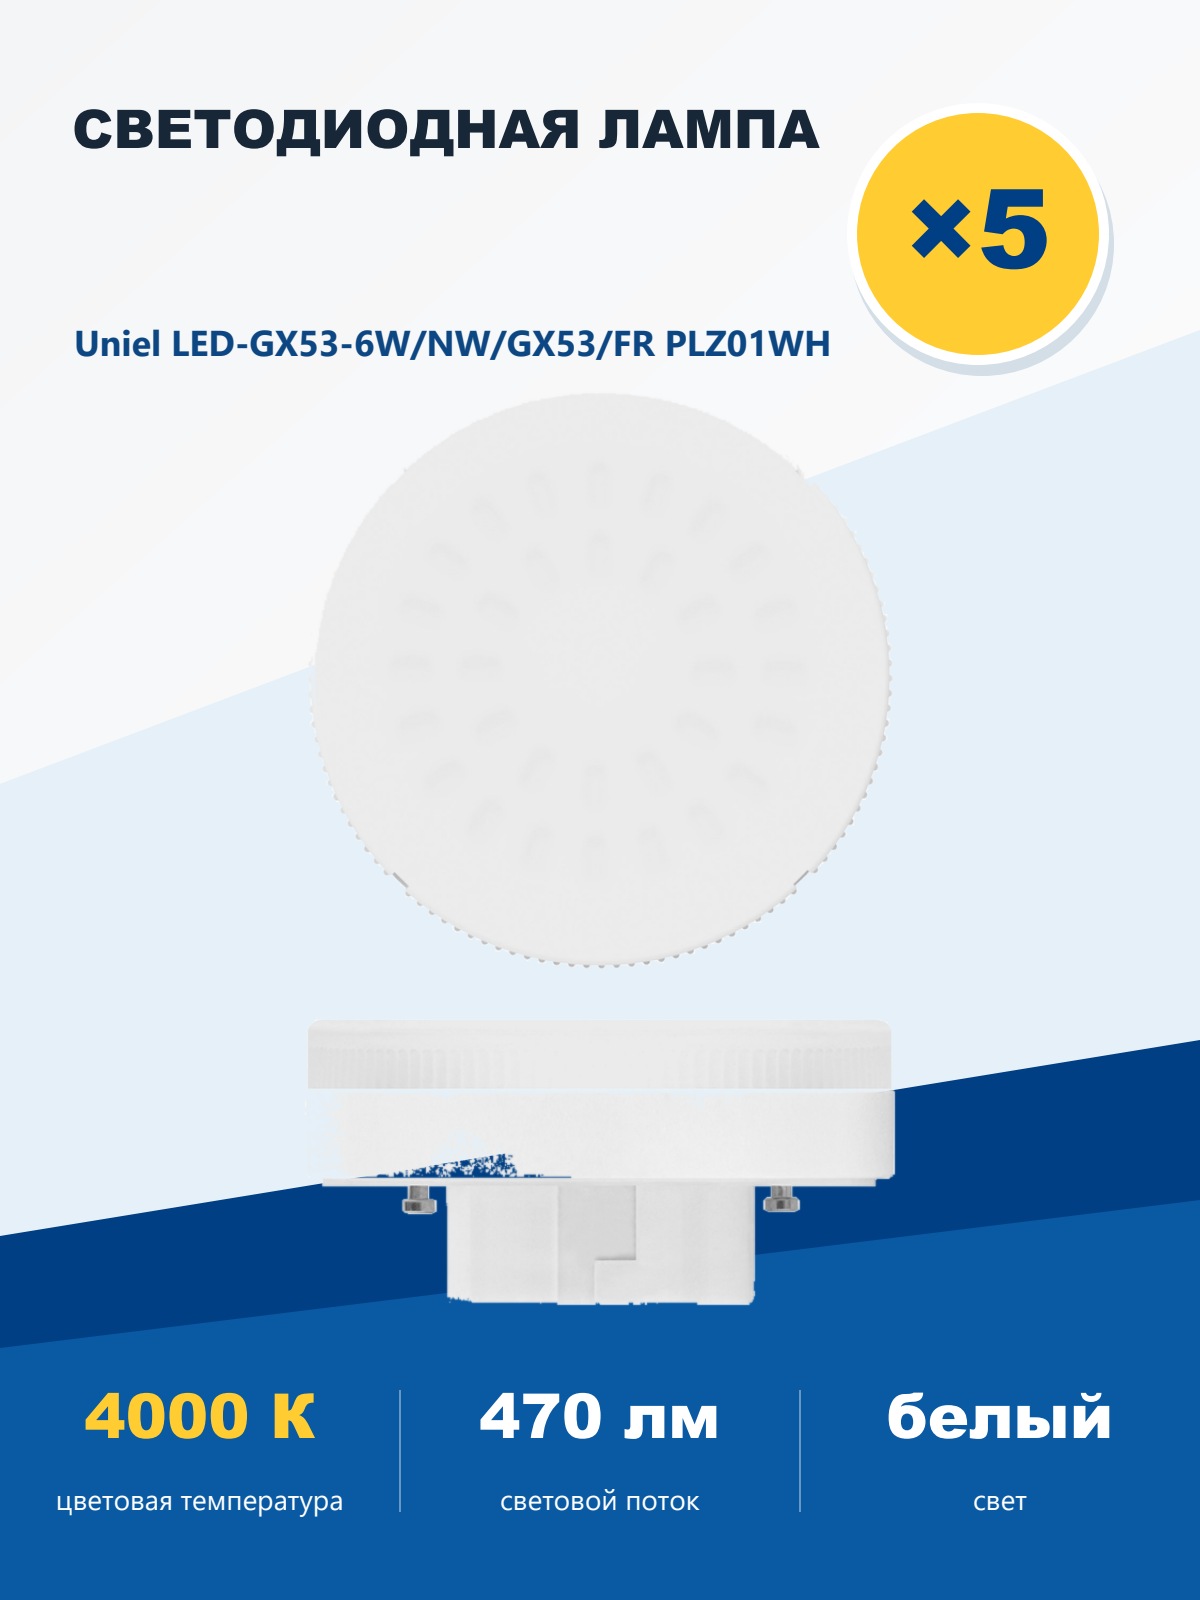 СВЕТОДИОДНАЯ ЛАМПА
×5
Uniel LED-GX53-6W/NW/GX53/FR PLZ01WH
4000 К
470 лм
белый
цветовая температура
световой поток
свет